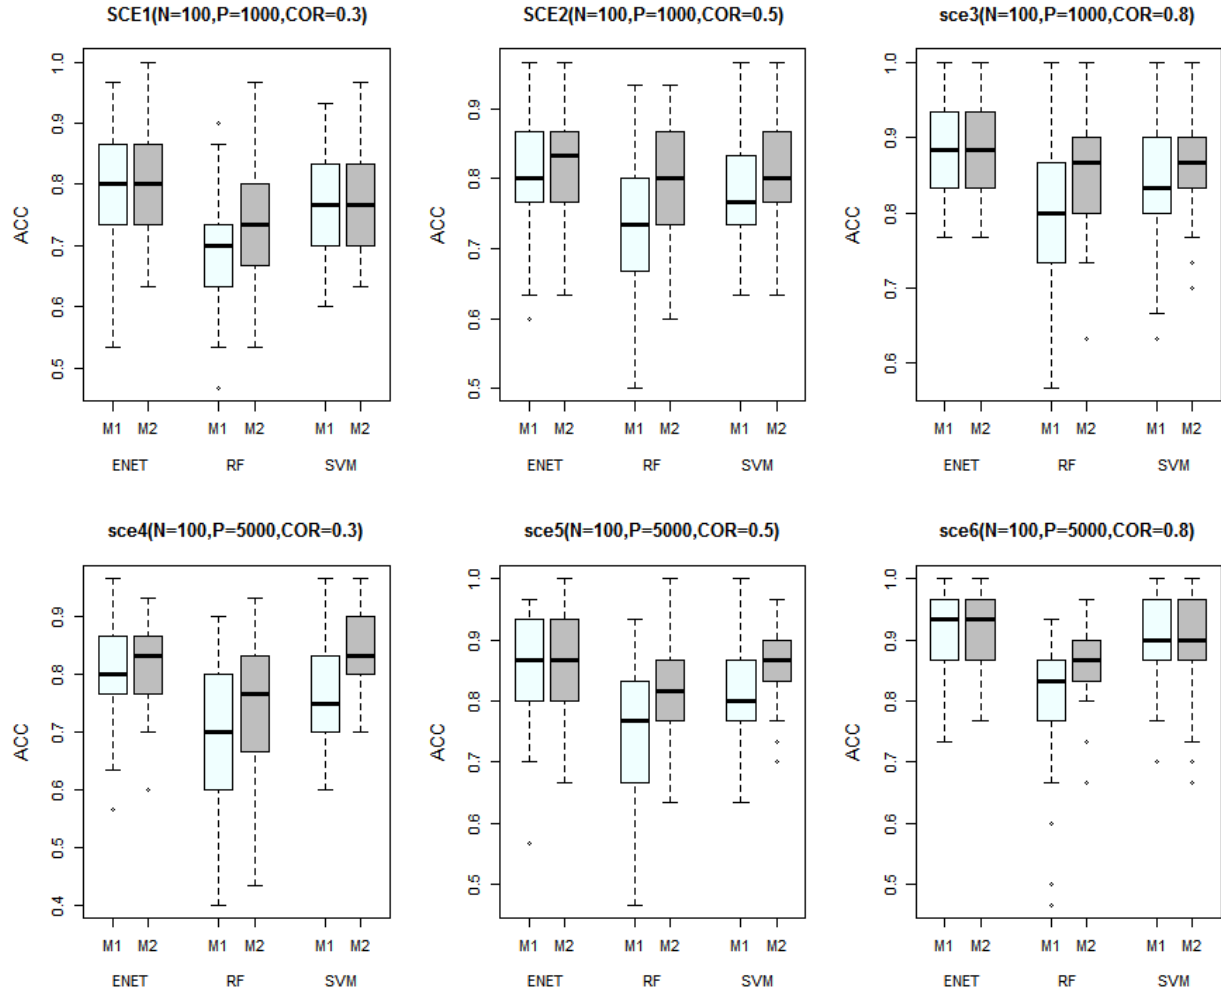 SCE1(N=100,P=1000,COR=0.3)
ACC
1.0
0.9
0.8
0.7
0.6
0.5
M1 M2 M1 M2 M1 M2
ENET RF SVM
SCE2(N=100,P=1000,COR=0.5)
ACC
0.9
0.8
0.7
0.6
0.5
M1 M2 M1 M2 M1 M2
ENET RF SVM
sce3(N=100,P=1000,COR=0.8)
ACC
1.0
0.9
0.8
0.7
0.6
M1 M2 M1 M2 M1 M2
ENET RF SVM
sce4(N=100,P=5000,COR=0.3)
ACC
0.9
0.8
0.7
0.6
0.5
0.4
M1 M2 M1 M2 M1 M2
ENET RF SVM
sce5(N=100,P=5000,COR=0.5)
ACC
1.0
0.9
0.8
0.7
0.6
0.5
M1 M2 M1 M2 M1 M2
ENET RF SVM
sce6(N=100,P=5000,COR=0.8)
ACC
1.0
0.9
0.8
0.7
0.6
0.5
M1 M2 M1 M2 M1 M2
ENET RF SVM